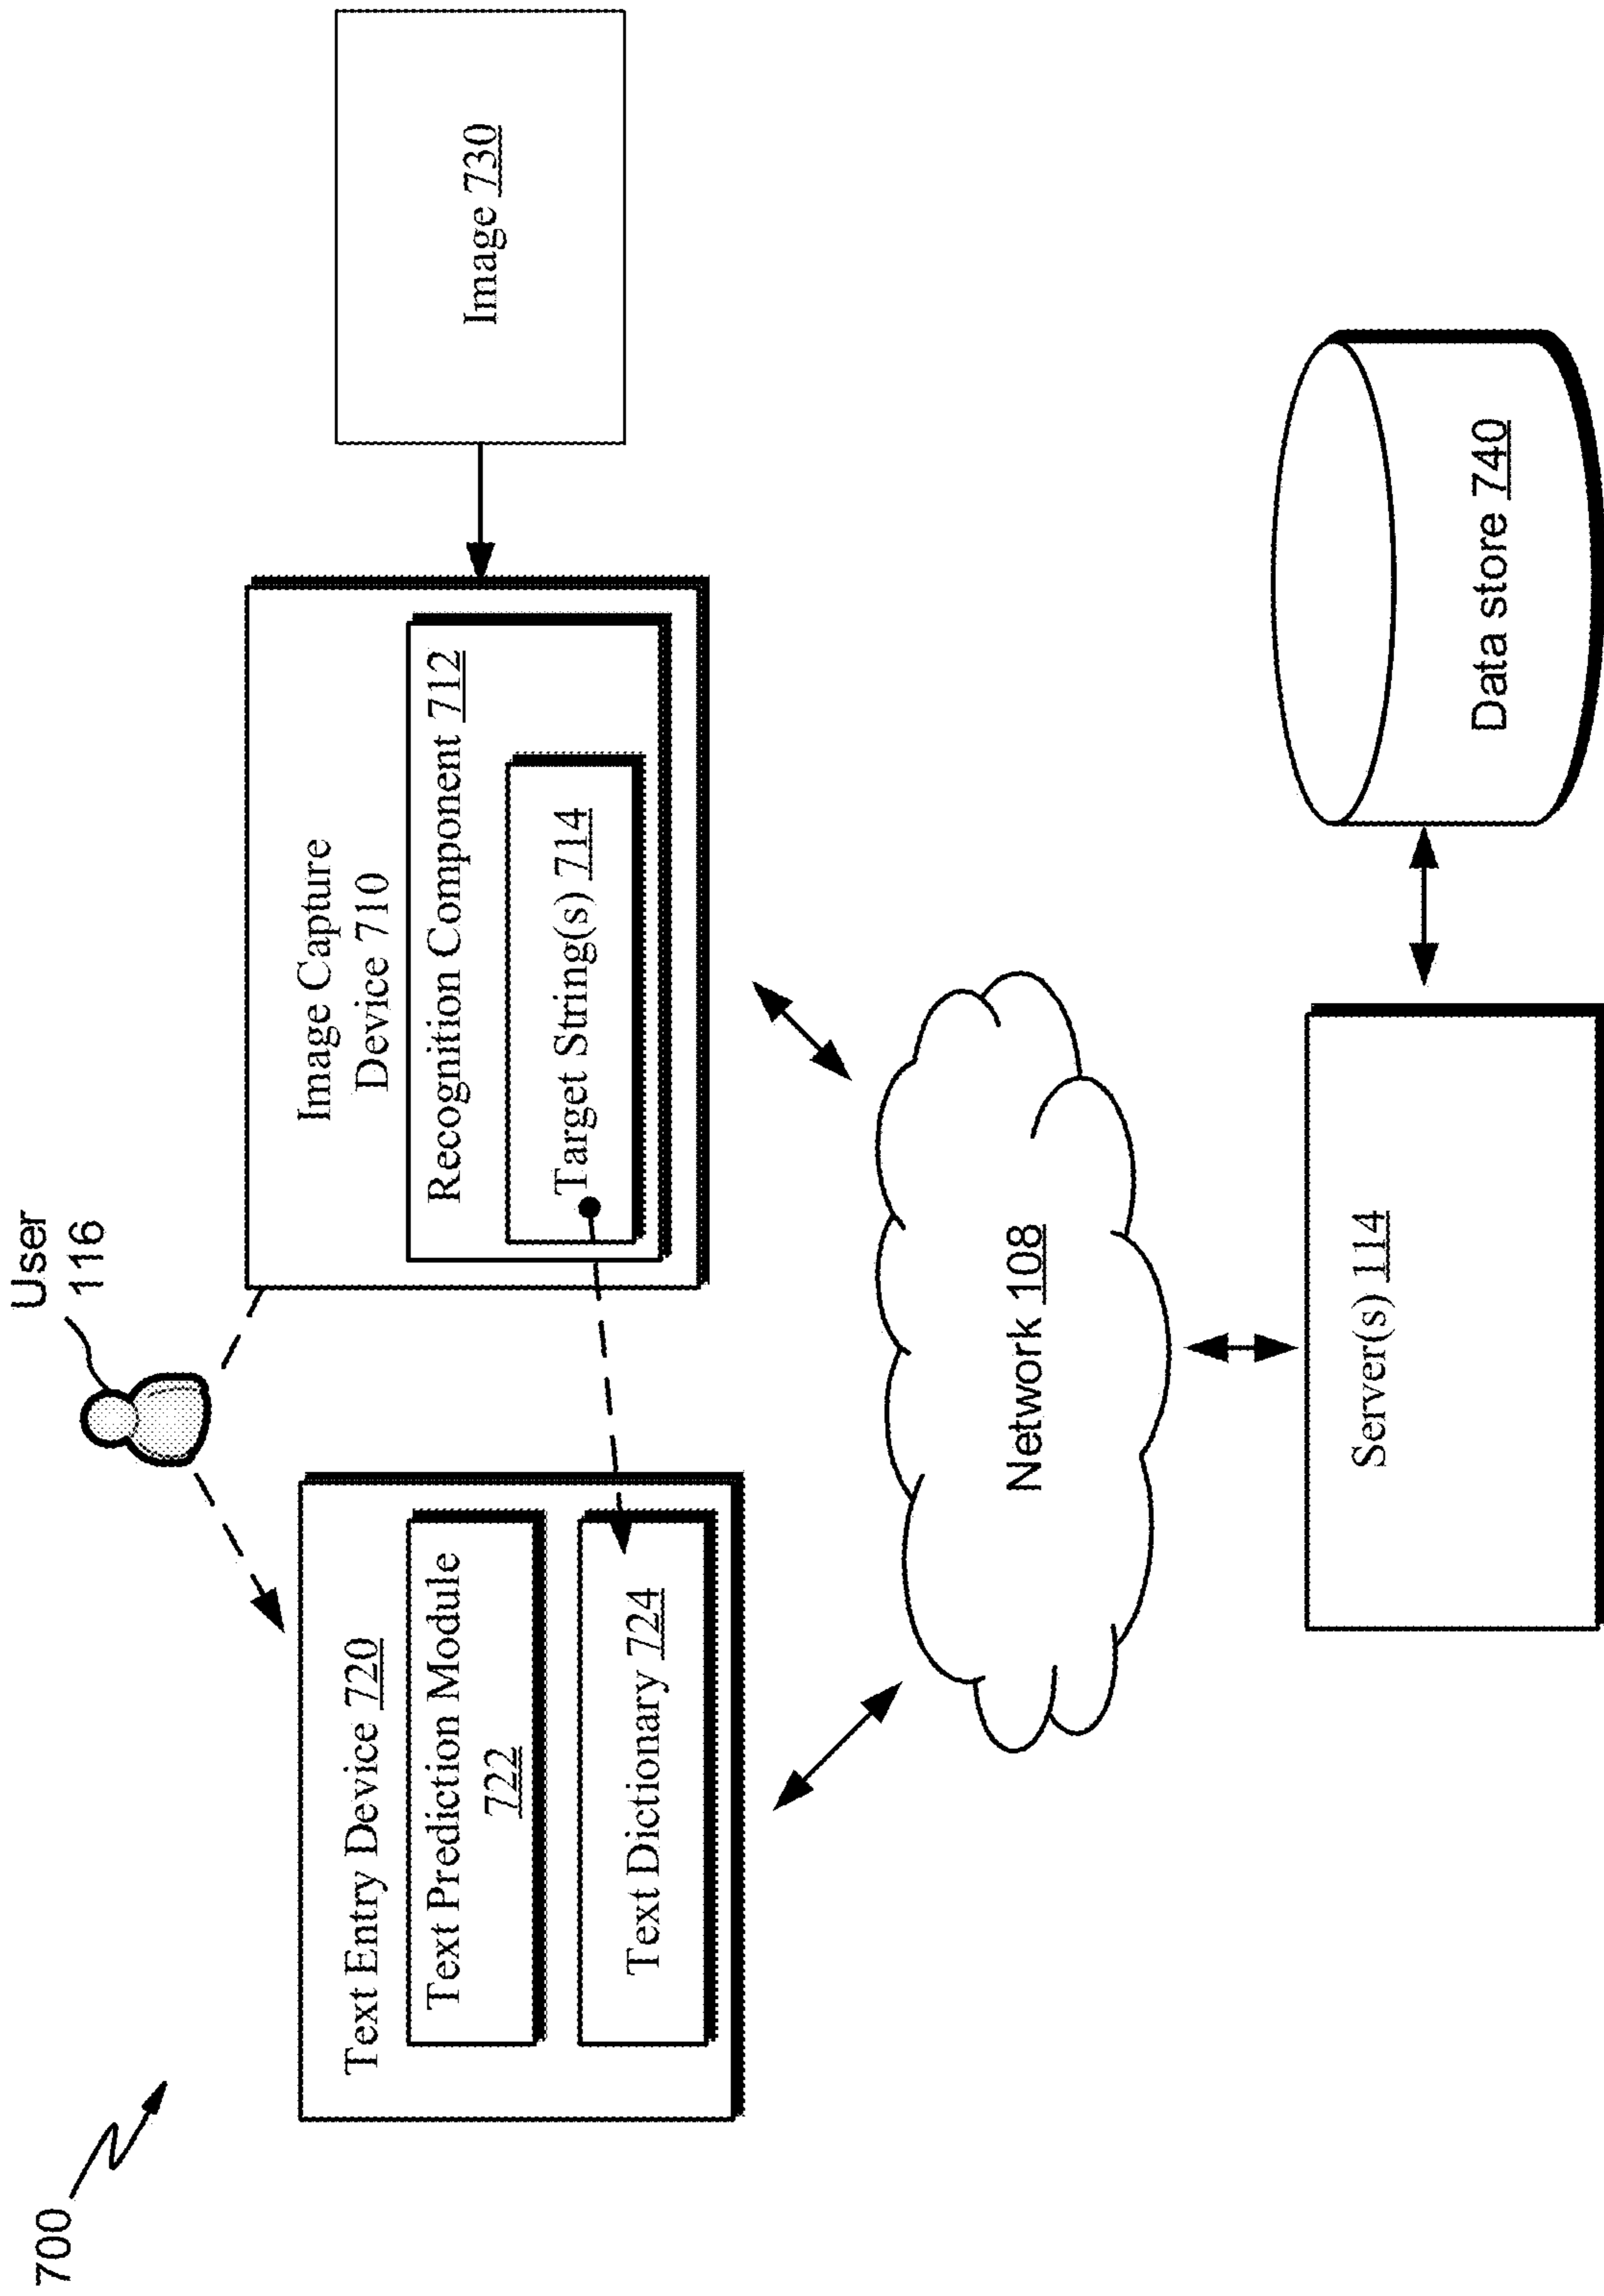 700
User
116
Text Entry Device 720
Text Prediction Module
722
Text Dictionary 724
Image Capture
Device 710
Recognition Component 712
Target String(s) 714
Image 730
Network 108
Server(s) 114
Data store 740